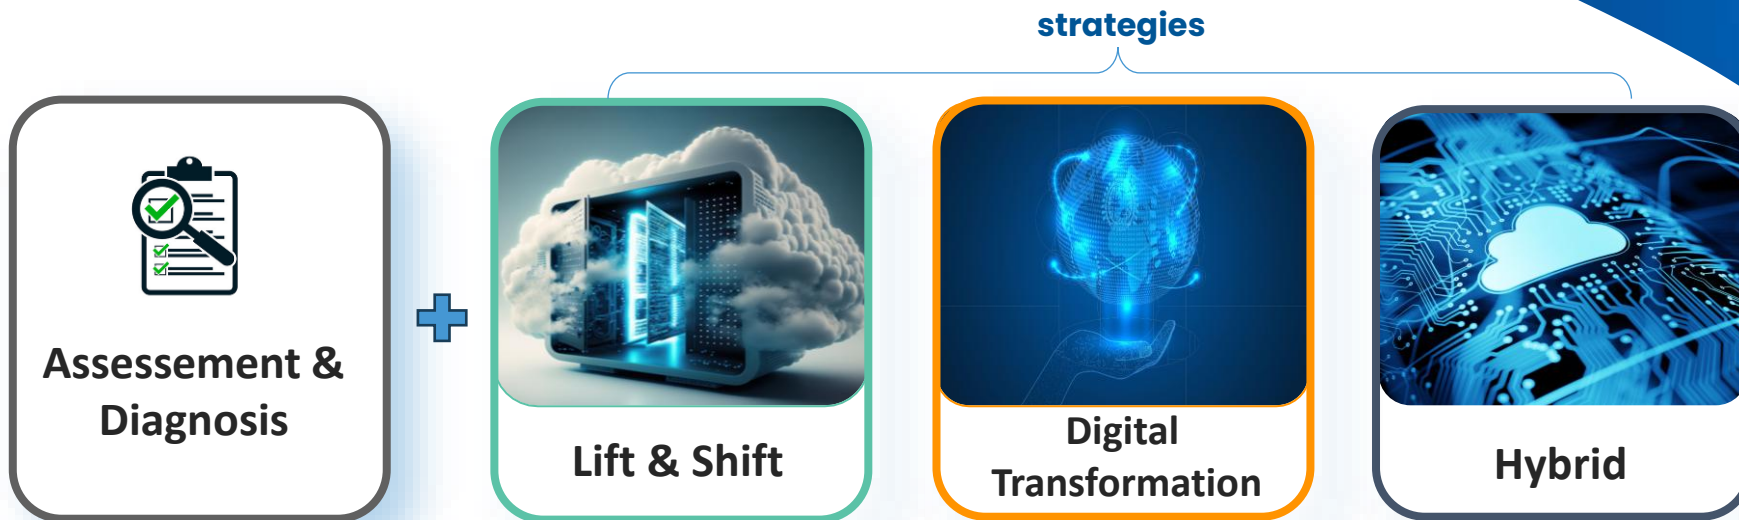 strategies
Assessement &
Diagnosis
Lift & Shift
Digital
Transformation
Hybrid